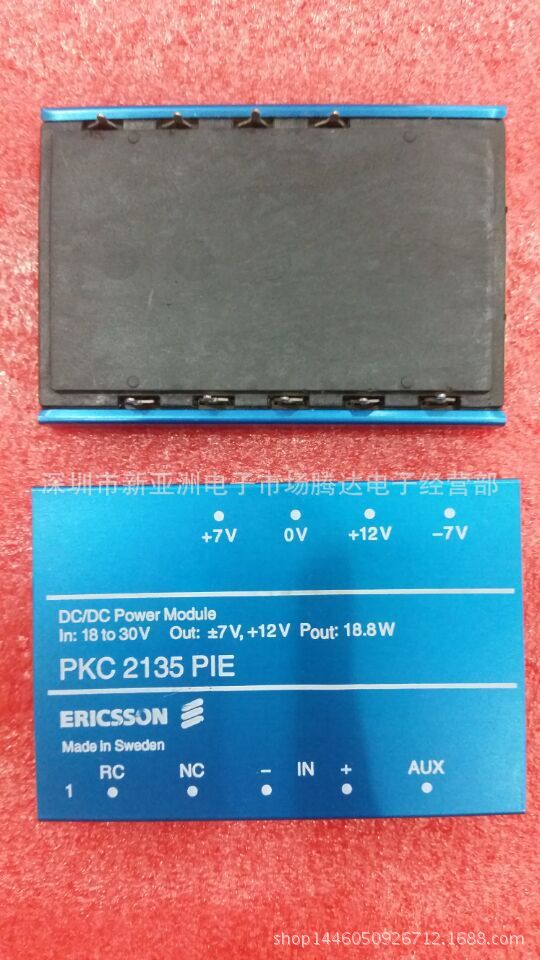 深圳市新亚洲电子市场腾达电子经营部
+7V 0V +12V −7V
DC/DC Power Module
In: 18 to 30V Out: ±7V, +12V Pout: 18.8W
PKC 2135 PIE
ERICSSON
Made in Sweden
RC NC − IN + AUX
1
shop1446050926712.1688.com